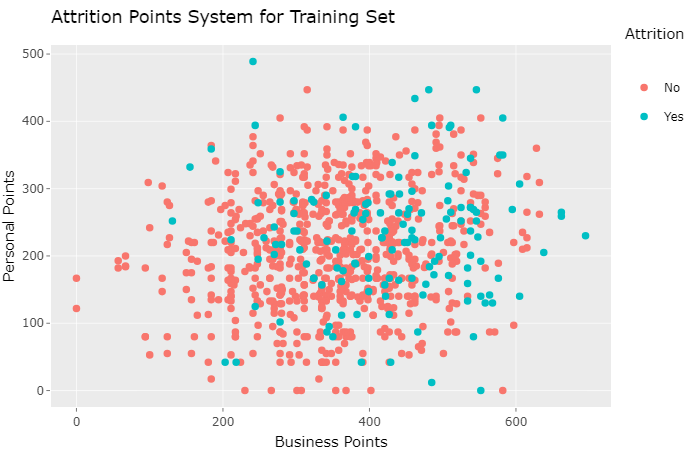 Attrition Points System for Training Set
Attrition
No
Yes
Personal Points
500
400
300
200
100
0
0 200 400 600
Business Points